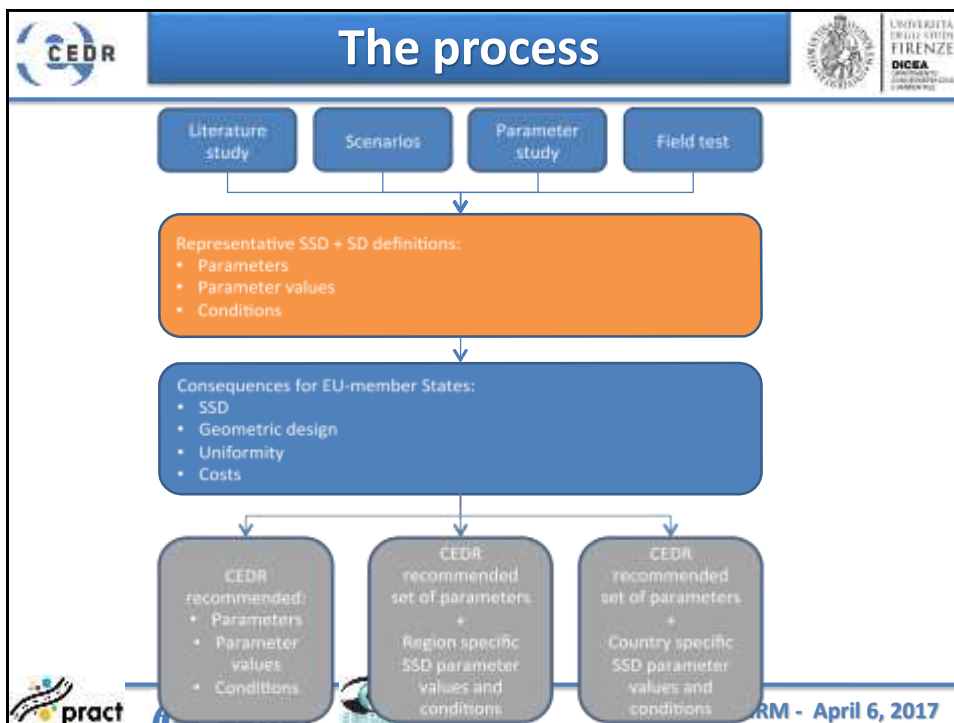 CEDR
The process
UNIVERSITÀ
DEGLI STUDI
FIRENZE
DICEA
Literature
study
Scenarios
Parameter
study
Field test
Representative SSD + SD definitions:
• Parameters
• Parameter values
• Conditions
Consequences for EU-member States:
• SSD
• Geometric design
• Uniformity
• Costs
CEDR
recommended:
• Parameters
• Parameter
values
• Conditions
CEDR
recommended
set of parameters
+
Region specific
SSD parameter
values and
conditions
CEDR
recommended
set of parameters
+
Country specific
SSD parameter
values and
conditions
pract
RM - April 6, 2017